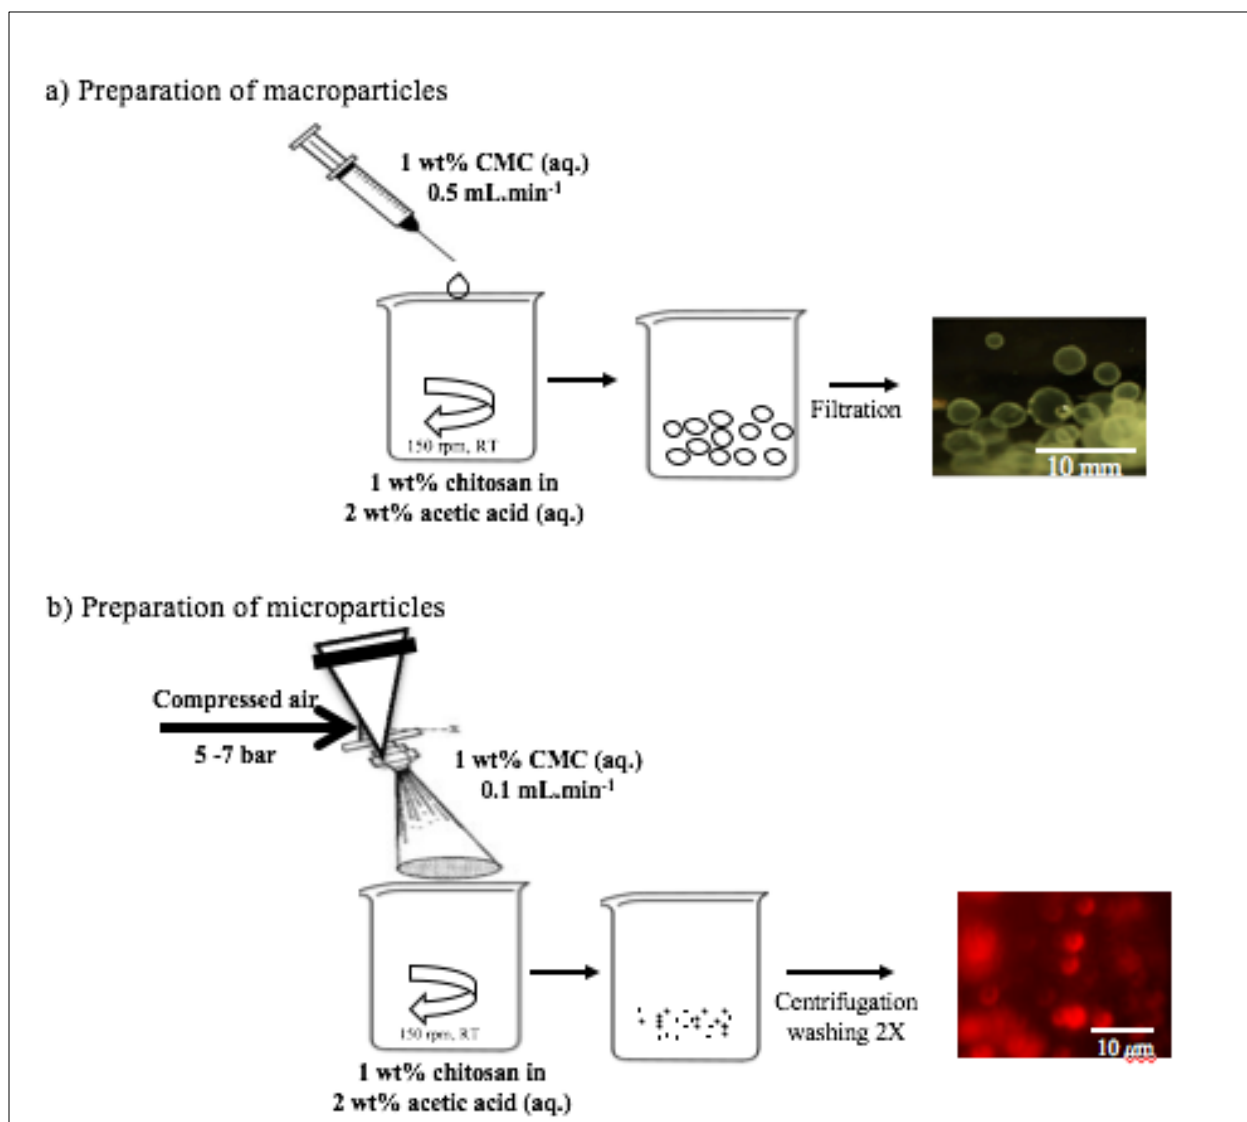 a) Preparation of macroparticles
1 wt% CMC (aq.)
0.5 mL.min-1
150 rpm, RT
1 wt% chitosan in
2 wt% acetic acid (aq.)
Filtration
10 mm
b) Preparation of microparticles
Compressed air
5 -7 bar
1 wt% CMC (aq.)
0.1 mL.min-1
150 rpm, RT
1 wt% chitosan in
2 wt% acetic acid (aq.)
Centrifugation
washing 2X
10 μm